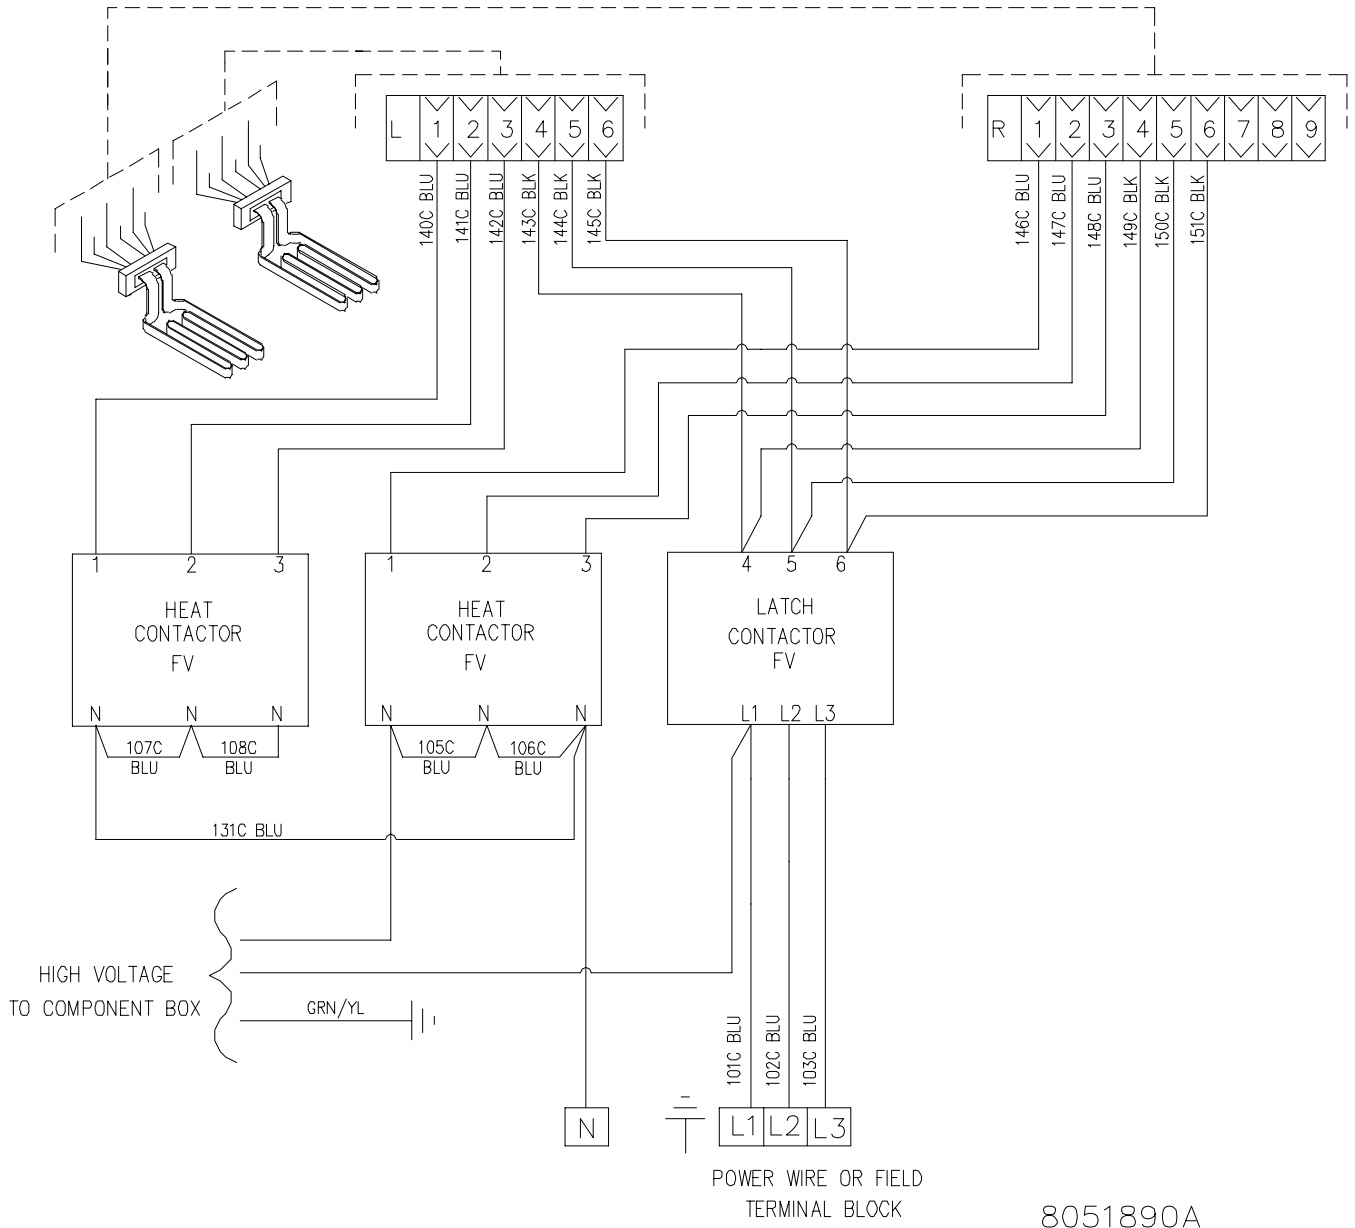 L 1 2 3 4 5 6
R 1 2 3 4 5 6 7 8 9
140C BLU
141C BLU
142C BLU
143C BLK
144C BLK
145C BLK
146C BLU
147C BLU
148C BLU
149C BLK
150C BLK
151C BLK
1 2 3
HEAT
CONTACTOR
FV
N N N
1 2 3
HEAT
CONTACTOR
FV
N N N
4 5 6
LATCH
CONTACTOR
FV
L1 L2 L3
107C
BLU
108C
BLU
105C
BLU
106C
BLU
131C BLU
HIGH VOLTAGE
TO COMPONENT BOX
GRN/YL
101C BLU
102C BLU
103C BLU
N
L1 L2 L3
POWER WIRE OR FIELD
TERMINAL BLOCK
8051890A